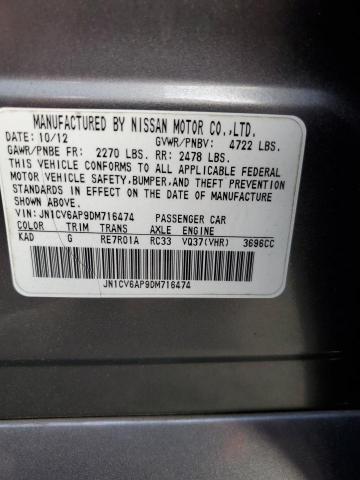 MANUFACTURED BY NISSAN MOTOR CO.,LTD.
DATE: 10/12 GVWR/PNBV: 4722 LBS.
GAWR/PNBE FR: 2270 LBS. RR: 2478 LBS.
THIS VEHICLE CONFORMS TO ALL APPLICABLE FEDERAL
MOTOR VEHICLE SAFETY,BUMPER,AND THEFT PREVENTION
STANDARDS IN EFFECT ON THE DATE OF MANUFACTURE
SHOWN ABOVE.
VIN: JN1CV6AP9DM716474 PASSENGER CAR
COLOR TRIM TRANS AXLE ENGINE
KAD G RE7R01A RC33 VQ37(VHR) 3696CC
JN1CV6AP9DM716474